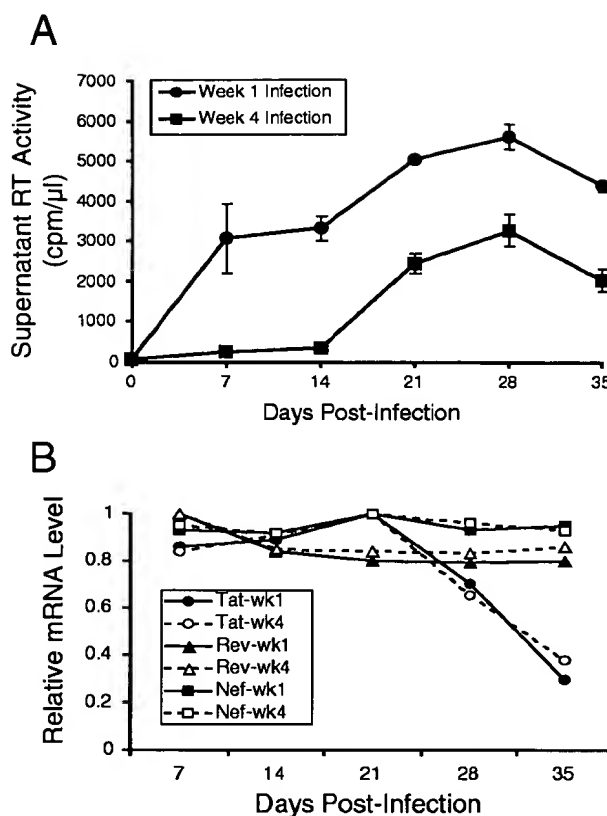 A
Supernatant RT Activity
(cpm/μl)
7000
6000
5000
4000
3000
2000
1000
0
Week 1 Infection
Week 4 Infection
0 7 14 21 28 35
Days Post-Infection
B
Relative mRNA Level
1
0.8
0.6
0.4
0.2
0
Tat-wk1
Tat-wk4
Rev-wk1
Rev-wk4
Nef-wk1
Nef-wk4
7 14 21 28 35
Days Post-Infection